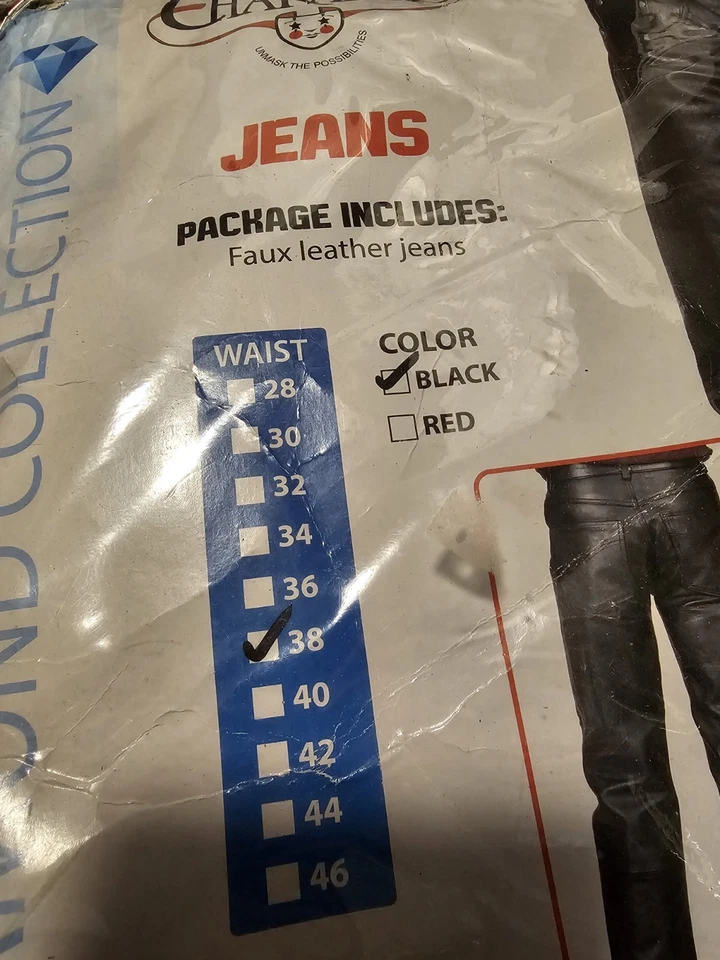 UNMASK THE POSSIBILITIES
JEANS
PACKAGE INCLUDES:
Faux leather jeans
WAIST
28
30
32
34
36
38
40
42
44
46
COLOR
BLACK
RED
COLLECTION